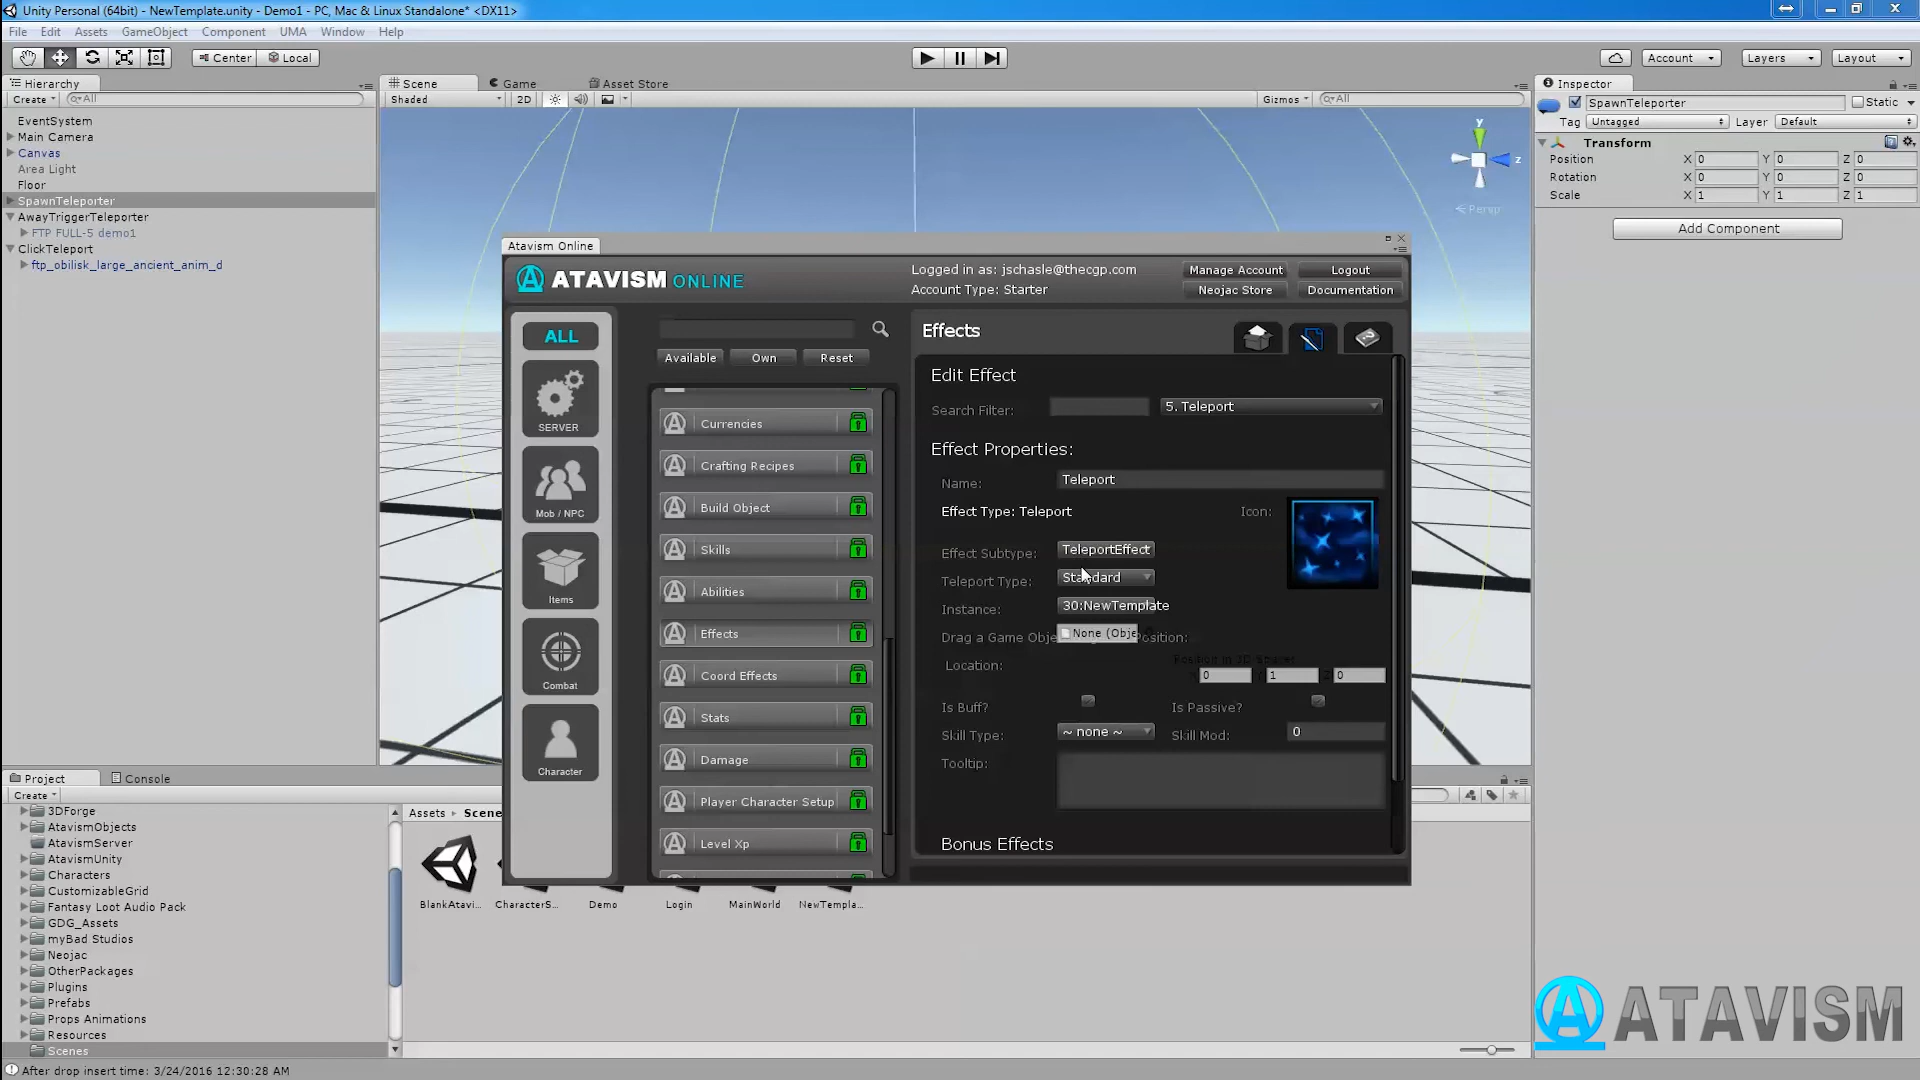 Unity Personal (64bit) - NewTemplate.unity - Demo1 - PC, Mac & Linux Standalone* <DX11>
File Edit Assets GameObject Component UMA Window Help
Center Local Account Layers Layout
Hierarchy
Create All
EventSystem
Main Camera
Canvas
Area Light
Floor
SpawnTeleporter
AwayTriggerTeleporter
FTP FULL-5 demo1
ClickTeleport
ftp_obilisk_large_ancient_anim_d
Scene Game Asset Store
Shaded 2D Gizmos All
y
z
Persp
Inspector
SpawnTeleporter Static
Tag Untagged Layer Default
Transform
Position X 0 Y 0 Z 0
Rotation X 0 Y 0 Z 0
Scale X 1 Y 1 Z 1
Add Component
Atavism Online
ATAVISM ONLINE
Logged in as: jschasle@thecgp.com
Account Type: Starter
Manage Account Logout
Neojac Store Documentation
ALL
SERVER
Mob / NPC
Items
Combat
Character
Available Own Reset
Currencies
Crafting Recipes
Build Object
Skills
Abilities
Effects
Coord Effects
Stats
Damage
Player Character Setup
Level Xp
Effects
Edit Effect
Search Filter: 5. Teleport
Effect Properties:
Name: Teleport
Effect Type: Teleport Icon:
Effect Subtype: TeleportEffect
Teleport Type: Standard
Instance: 30:NewTemplate
Drag a Game Obje None (Obje Position:
Location: 0 1 Z 0
Is Buff? Is Passive?
Skill Type: ~ none ~ Skill Mod: 0
Tooltip:
Bonus Effects
Project Console
Create
3DForge
AtavismObjects
AtavismServer
AtavismUnity
Characters
CustomizableGrid
Fantasy Loot Audio Pack
GDG_Assets
myBad Studios
Neojac
OtherPackages
Plugins
Prefabs
Props Animations
Resources
Scenes
Assets Scene
BlankAtavi... CharacterS... Demo Login MainWorld NewTempla...
After drop insert time: 3/24/2016 12:30:28 AM
ATAVISM